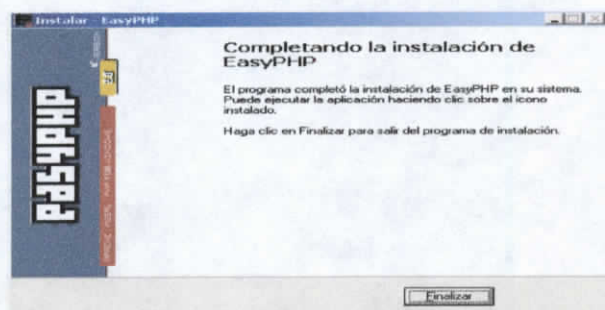 Instalar - EasyPHP
Completando la instalación de
EasyPHP
El programa completó la instalación de EasyPHP en su sistema.
Puede ejecutar la aplicación haciendo clic sobre el icono
instalado.
Haga clic en Finalizar para salir del programa de instalación.
easyphp
Finalizar